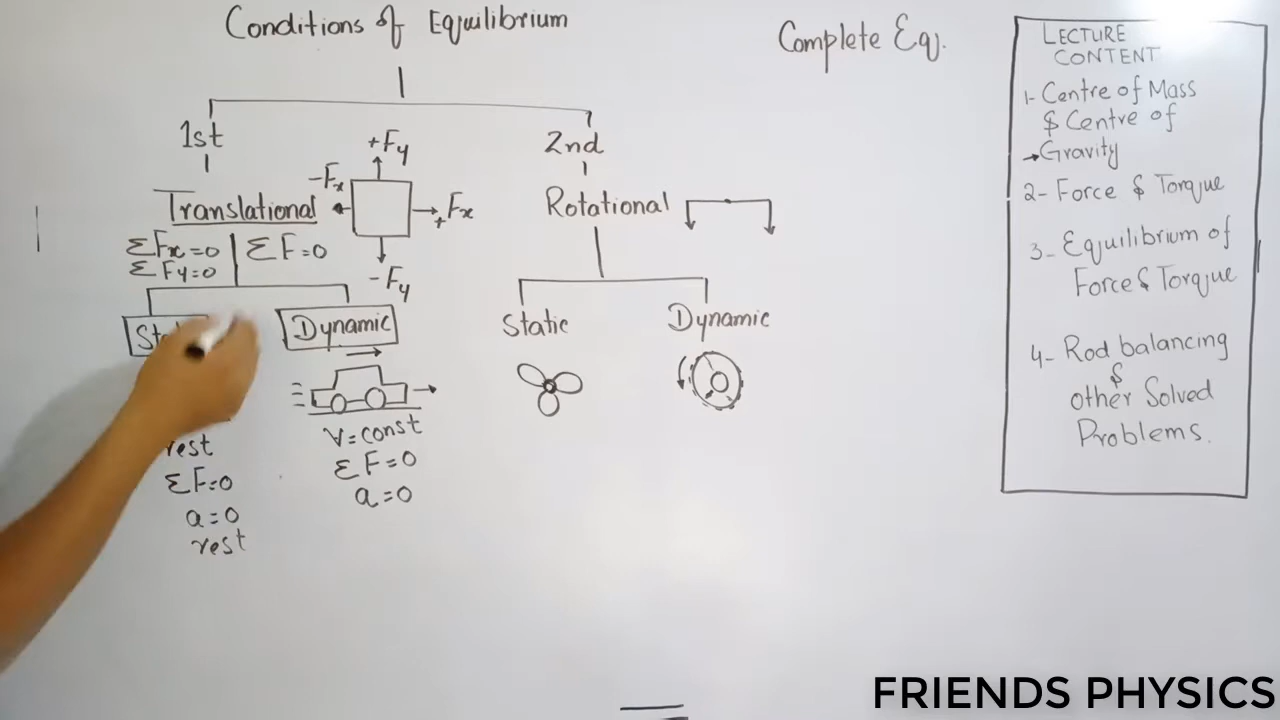 Conditions of Equilibrium
Complete Eq.
1st
2nd
+Fy
-Fx
+Fx
-Fy
Translational
Rotational
ΣFx=0
ΣFy=0
ΣF=0
Dynamic
Static
Dynamic
rest
ΣF=0
a=0
rest
V=const
ΣF=0
a=0
LECTURE
CONTENT
1- Centre of Mass
& Centre of
→Gravity
2- Force & Torque
3- Equilibrium of
Force & Torque
4- Rod balancing
&
other Solved
Problems.
FRIENDS PHYSICS